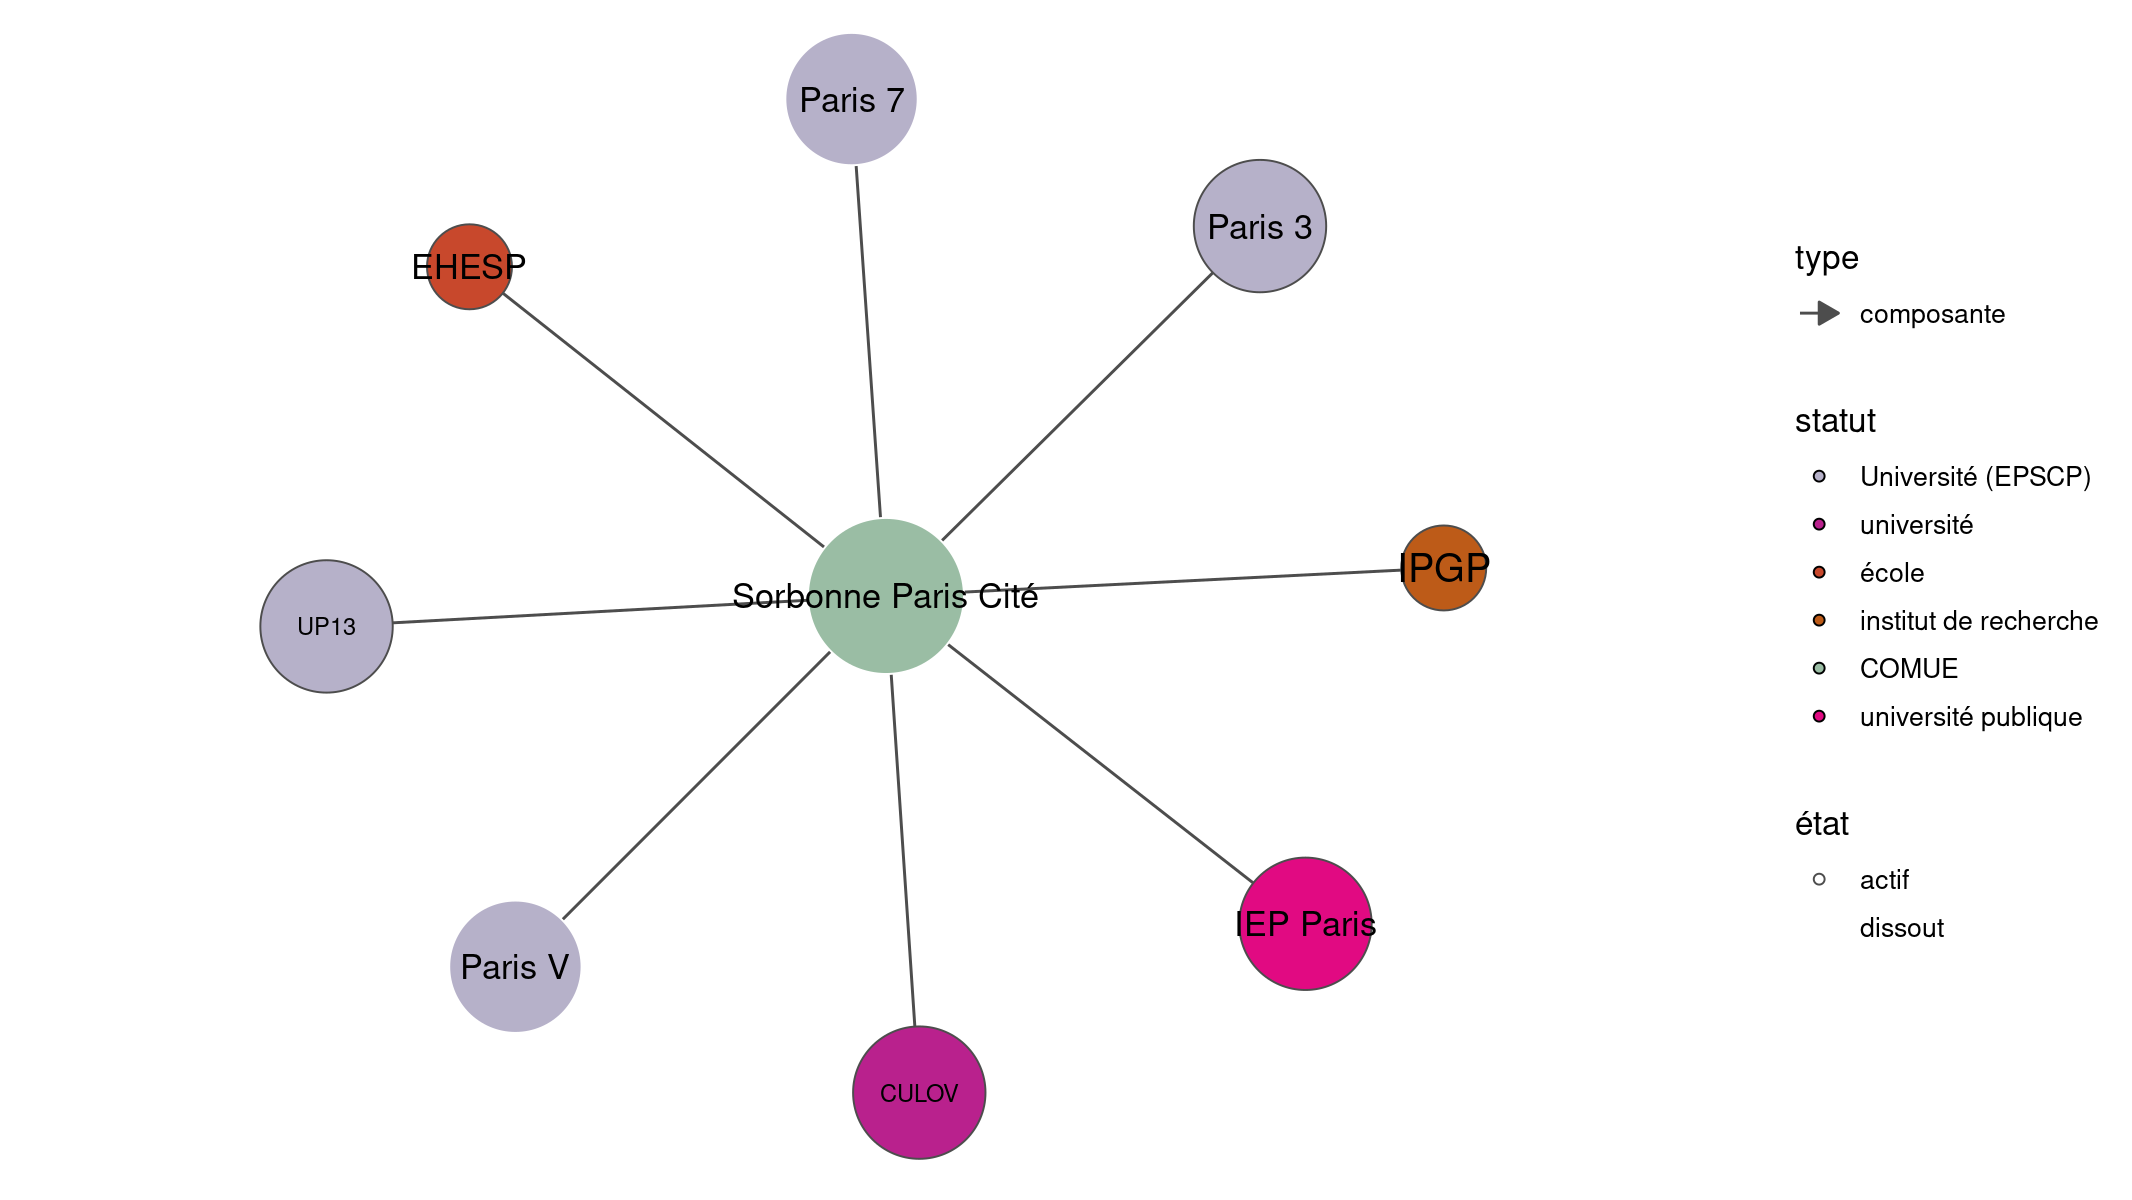 Paris 7
Paris 3
EHESP
IPGP
Sorbonne Paris Cité
UP13
IEP Paris
Paris V
CULOV
type
composante
statut
Université (EPSCP)
université
école
institut de recherche
COMUE
université publique
état
actif
dissout